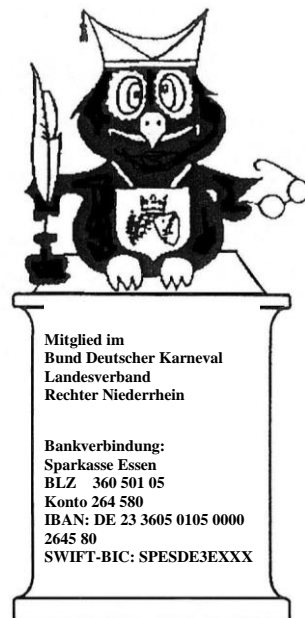 Mitglied im
Bund Deutscher Karneval
Landesverband
Rechter Niederrhein
Bankverbindung:
Sparkasse Essen
BLZ 360 501 05
Konto 264 580
IBAN: DE 23 3605 0105 0000
2645 80
SWIFT-BIC: SPESDE3EXXX